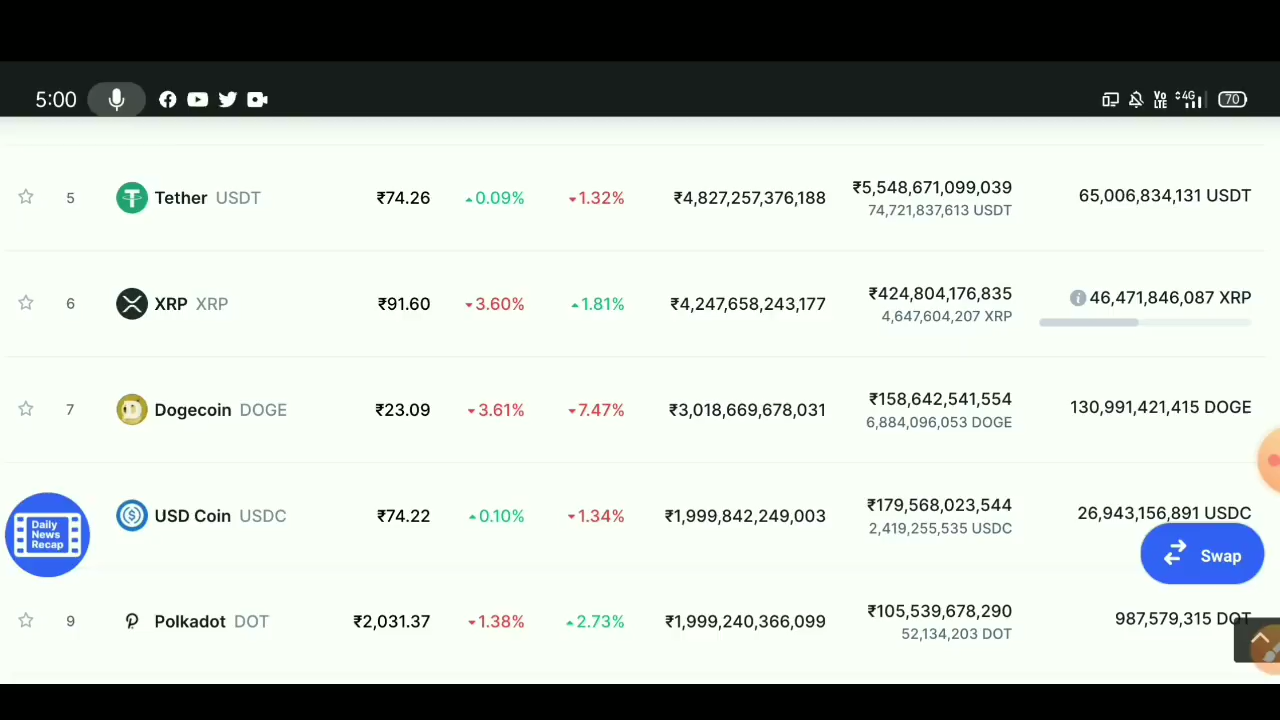 5:00 Vo LTE 4G 70
5 Tether USDT ₹74.26 0.09% 1.32% ₹4,827,257,376,188 ₹5,548,671,099,039 65,006,834,131 USDT
74,721,837,613 USDT
6 XRP XRP ₹91.60 3.60% 1.81% ₹4,247,658,243,177 ₹424,804,176,835 46,471,846,087 XRP
4,647,604,207 XRP
7 Dogecoin DOGE ₹23.09 3.61% 7.47% ₹3,018,669,678,031 ₹158,642,541,554 130,991,421,415 DOGE
6,884,096,053 DOGE
USD Coin USDC ₹74.22 0.10% 1.34% ₹1,999,842,249,003 ₹179,568,023,544 26,943,156,891 USDC
2,419,255,535 USDC
Daily
News
Recap
Swap
9 Polkadot DOT ₹2,031.37 1.38% 2.73% ₹1,999,240,366,099 ₹105,539,678,290 987,579,315 DOT
52,134,203 DOT